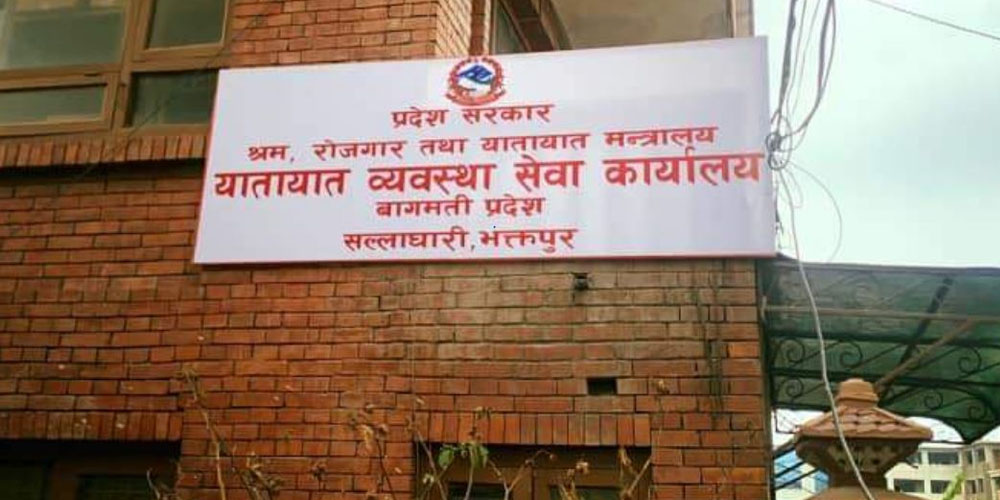 प्रदेश सरकार
श्रम, रोजगार तथा यातायात मन्त्रालय
यातायात व्यवस्था सेवा कार्यालय
बागमती प्रदेश
सल्लाघारी,भक्तपुर